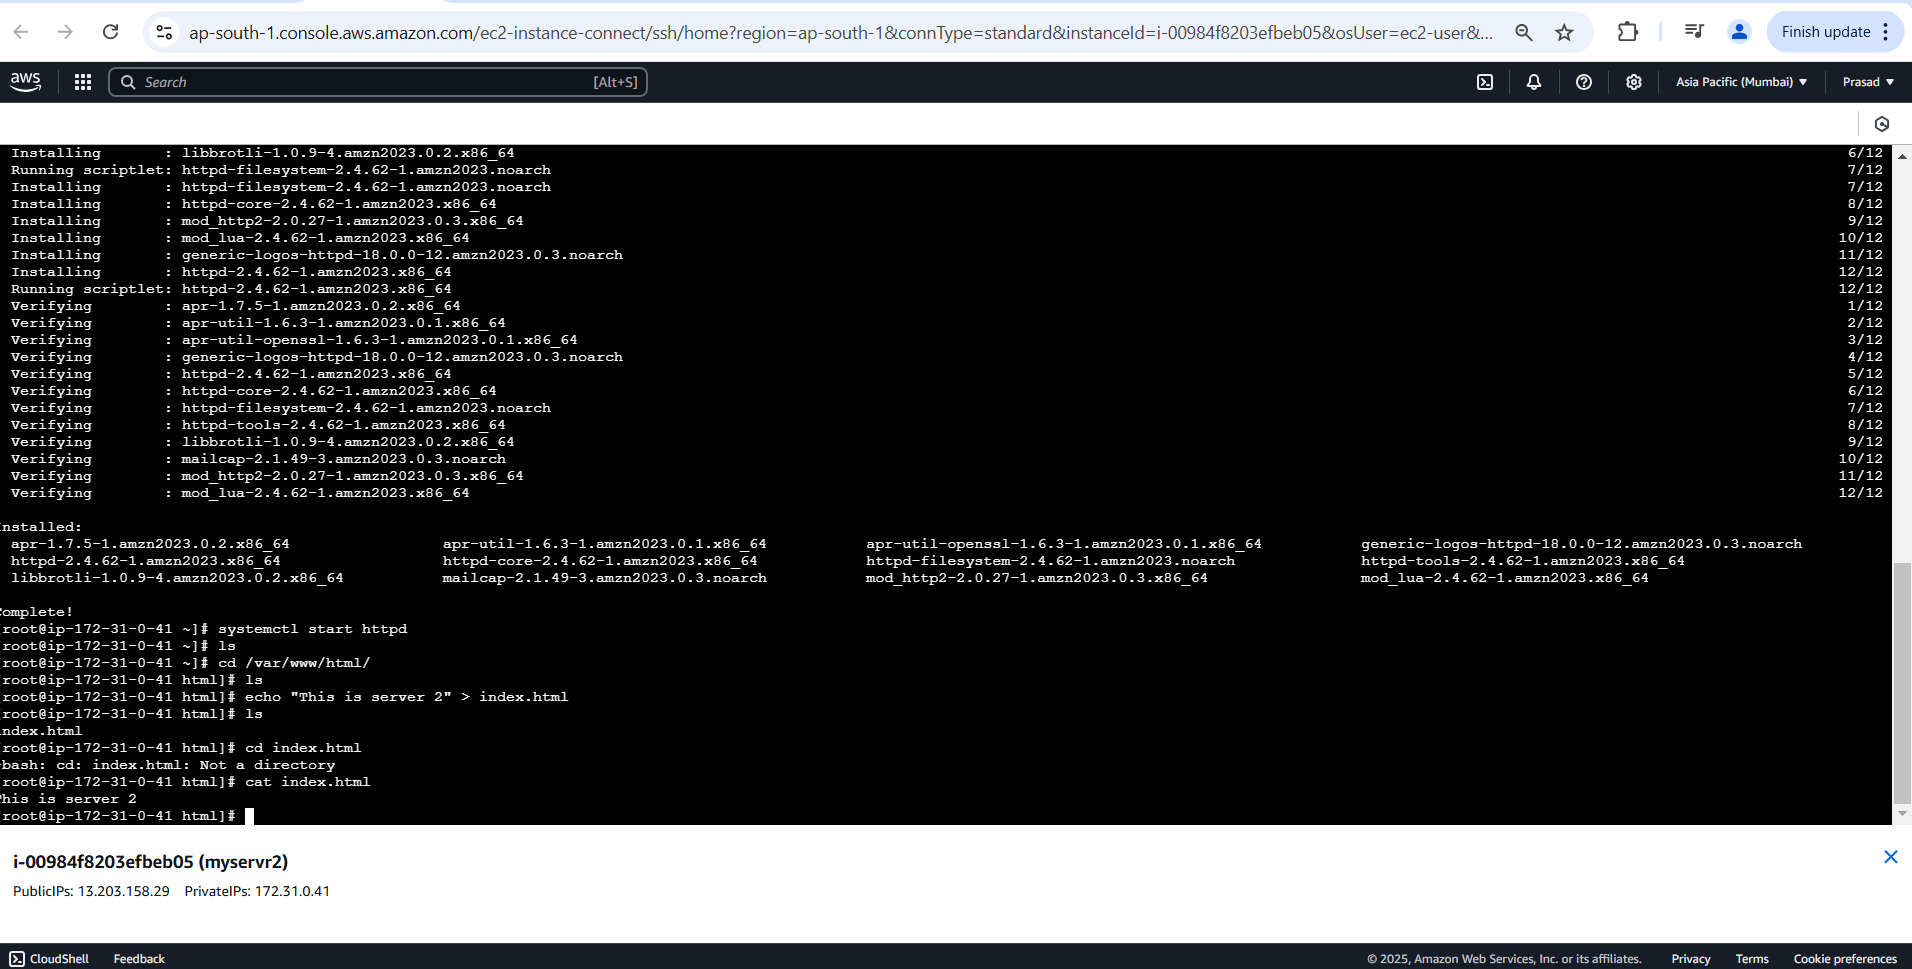 ap-south-1.console.aws.amazon.com/ec2-instance-connect/ssh/home?region=ap-south-1&connType=standard&instanceId=i-00984f8203efbeb05&osUser=ec2-user&... Finish update
aws Search [Alt+S] Asia Pacific (Mumbai) Prasad
Installing : libbrotli-1.0.9-4.amzn2023.0.2.x86_64 6/12
Running scriptlet: httpd-filesystem-2.4.62-1.amzn2023.noarch 7/12
Installing : httpd-filesystem-2.4.62-1.amzn2023.noarch 7/12
Installing : httpd-core-2.4.62-1.amzn2023.x86_64 8/12
Installing : mod_http2-2.0.27-1.amzn2023.0.3.x86_64 9/12
Installing : mod_lua-2.4.62-1.amzn2023.x86_64 10/12
Installing : generic-logos-httpd-18.0.0-12.amzn2023.0.3.noarch 11/12
Installing : httpd-2.4.62-1.amzn2023.x86_64 12/12
Running scriptlet: httpd-2.4.62-1.amzn2023.x86_64 12/12
Verifying : apr-1.7.5-1.amzn2023.0.2.x86_64 1/12
Verifying : apr-util-1.6.3-1.amzn2023.0.1.x86_64 2/12
Verifying : apr-util-openssl-1.6.3-1.amzn2023.0.1.x86_64 3/12
Verifying : generic-logos-httpd-18.0.0-12.amzn2023.0.3.noarch 4/12
Verifying : httpd-2.4.62-1.amzn2023.x86_64 5/12
Verifying : httpd-core-2.4.62-1.amzn2023.x86_64 6/12
Verifying : httpd-filesystem-2.4.62-1.amzn2023.noarch 7/12
Verifying : httpd-tools-2.4.62-1.amzn2023.x86_64 8/12
Verifying : libbrotli-1.0.9-4.amzn2023.0.2.x86_64 9/12
Verifying : mailcap-2.1.49-3.amzn2023.0.3.noarch 10/12
Verifying : mod_http2-2.0.27-1.amzn2023.0.3.x86_64 11/12
Verifying : mod_lua-2.4.62-1.amzn2023.x86_64 12/12
nstalled:
apr-1.7.5-1.amzn2023.0.2.x86_64 apr-util-1.6.3-1.amzn2023.0.1.x86_64 apr-util-openssl-1.6.3-1.amzn2023.0.1.x86_64 generic-logos-httpd-18.0.0-12.amzn2023.0.3.noarch
httpd-2.4.62-1.amzn2023.x86_64 httpd-core-2.4.62-1.amzn2023.x86_64 httpd-filesystem-2.4.62-1.amzn2023.noarch httpd-tools-2.4.62-1.amzn2023.x86_64
libbrotli-1.0.9-4.amzn2023.0.2.x86_64 mailcap-2.1.49-3.amzn2023.0.3.noarch mod_http2-2.0.27-1.amzn2023.0.3.x86_64 mod_lua-2.4.62-1.amzn2023.x86_64
Complete!
[root@ip-172-31-0-41 ~]# systemctl start httpd
[root@ip-172-31-0-41 ~]# ls
[root@ip-172-31-0-41 ~]# cd /var/www/html/
[root@ip-172-31-0-41 html]# ls
[root@ip-172-31-0-41 html]# echo "This is server 2" > index.html
[root@ip-172-31-0-41 html]# ls
index.html
[root@ip-172-31-0-41 html]# cd index.html
-bash: cd: index.html: Not a directory
[root@ip-172-31-0-41 html]# cat index.html
This is server 2
[root@ip-172-31-0-41 html]#
i-00984f8203efbeb05 (myservr2)
PublicIPs: 13.203.158.29 PrivateIPs: 172.31.0.41
CloudShell Feedback © 2025, Amazon Web Services, Inc. or its affiliates. Privacy Terms Cookie preferences